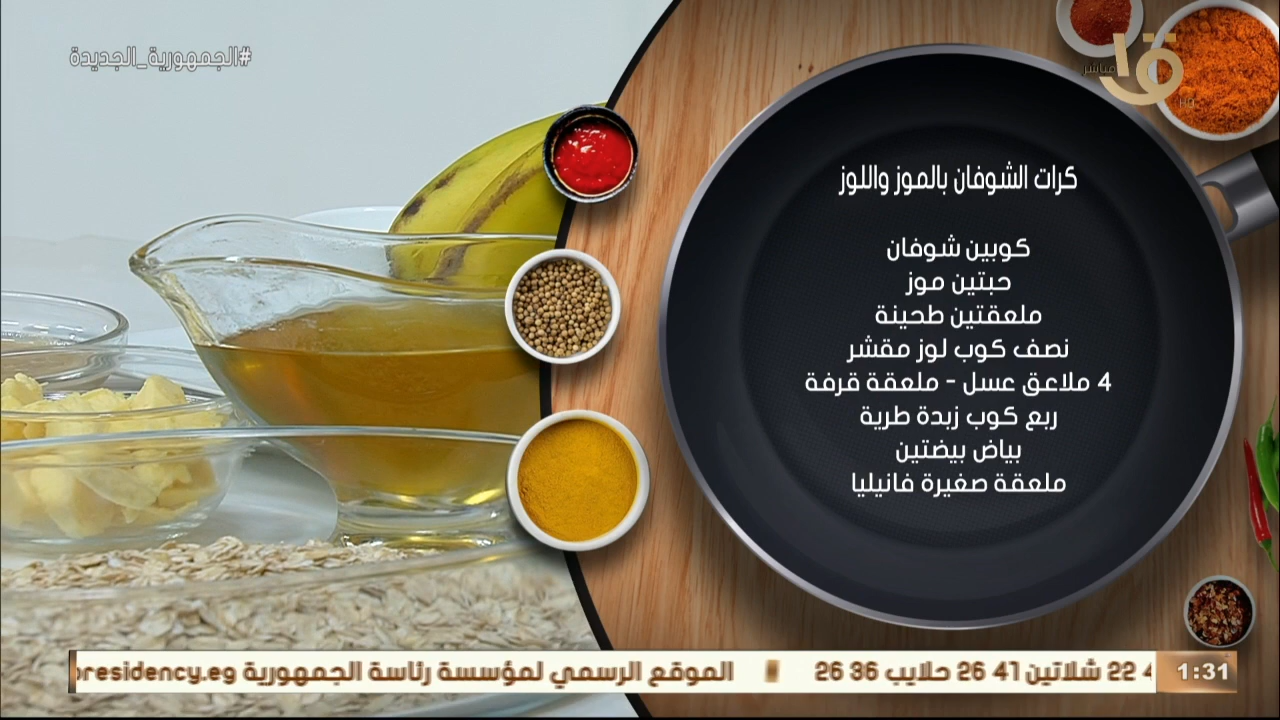 #الجمهورية_الجديدة
مباشر
HD
كرات الشوفان بالموز واللوز
كوبين شوفان
حبتين موز
ملعقتين طحينة
نصف كوب لوز مقشر
4 ملاعق عسل - ملعقة قرفة
ربع كوب زبدة طرية
بياض بيضتين
ملعقة صغيرة فانيليا
22 شلاتين 41 26 حلايب 36 26 الموقع الرسمي لمؤسسة رئاسة الجمهورية presidency.eg
1:31